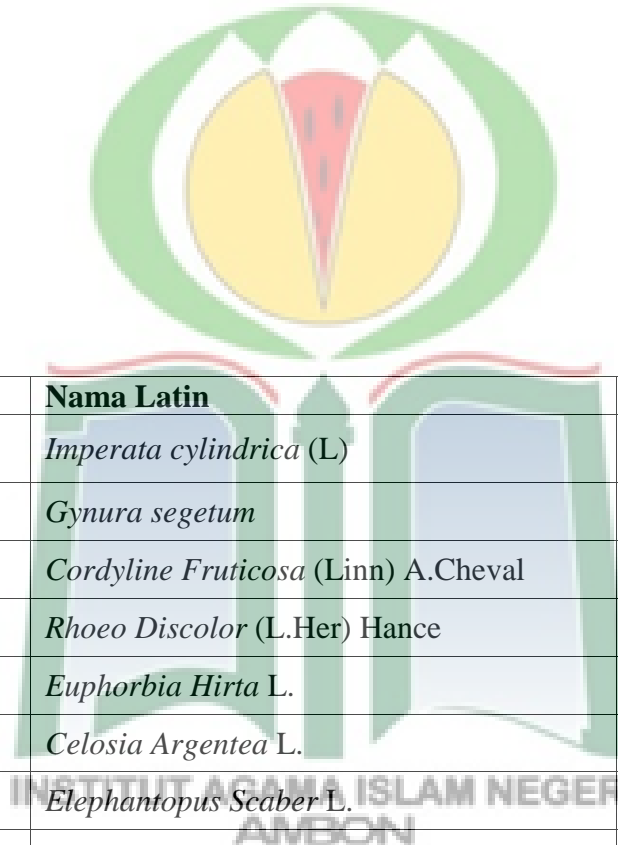 Nama Latin
Imperata cylindrica (L)
Gynura segetum
Cordyline Fruticosa (Linn) A.Cheval
Rhoeo Discolor (L.Her) Hance
Euphorbia Hirta L.
Celosia Argentea L.
INSTITUT AGAMA ISLAM NEGER
Elephantopus Scaber L.
AMBON